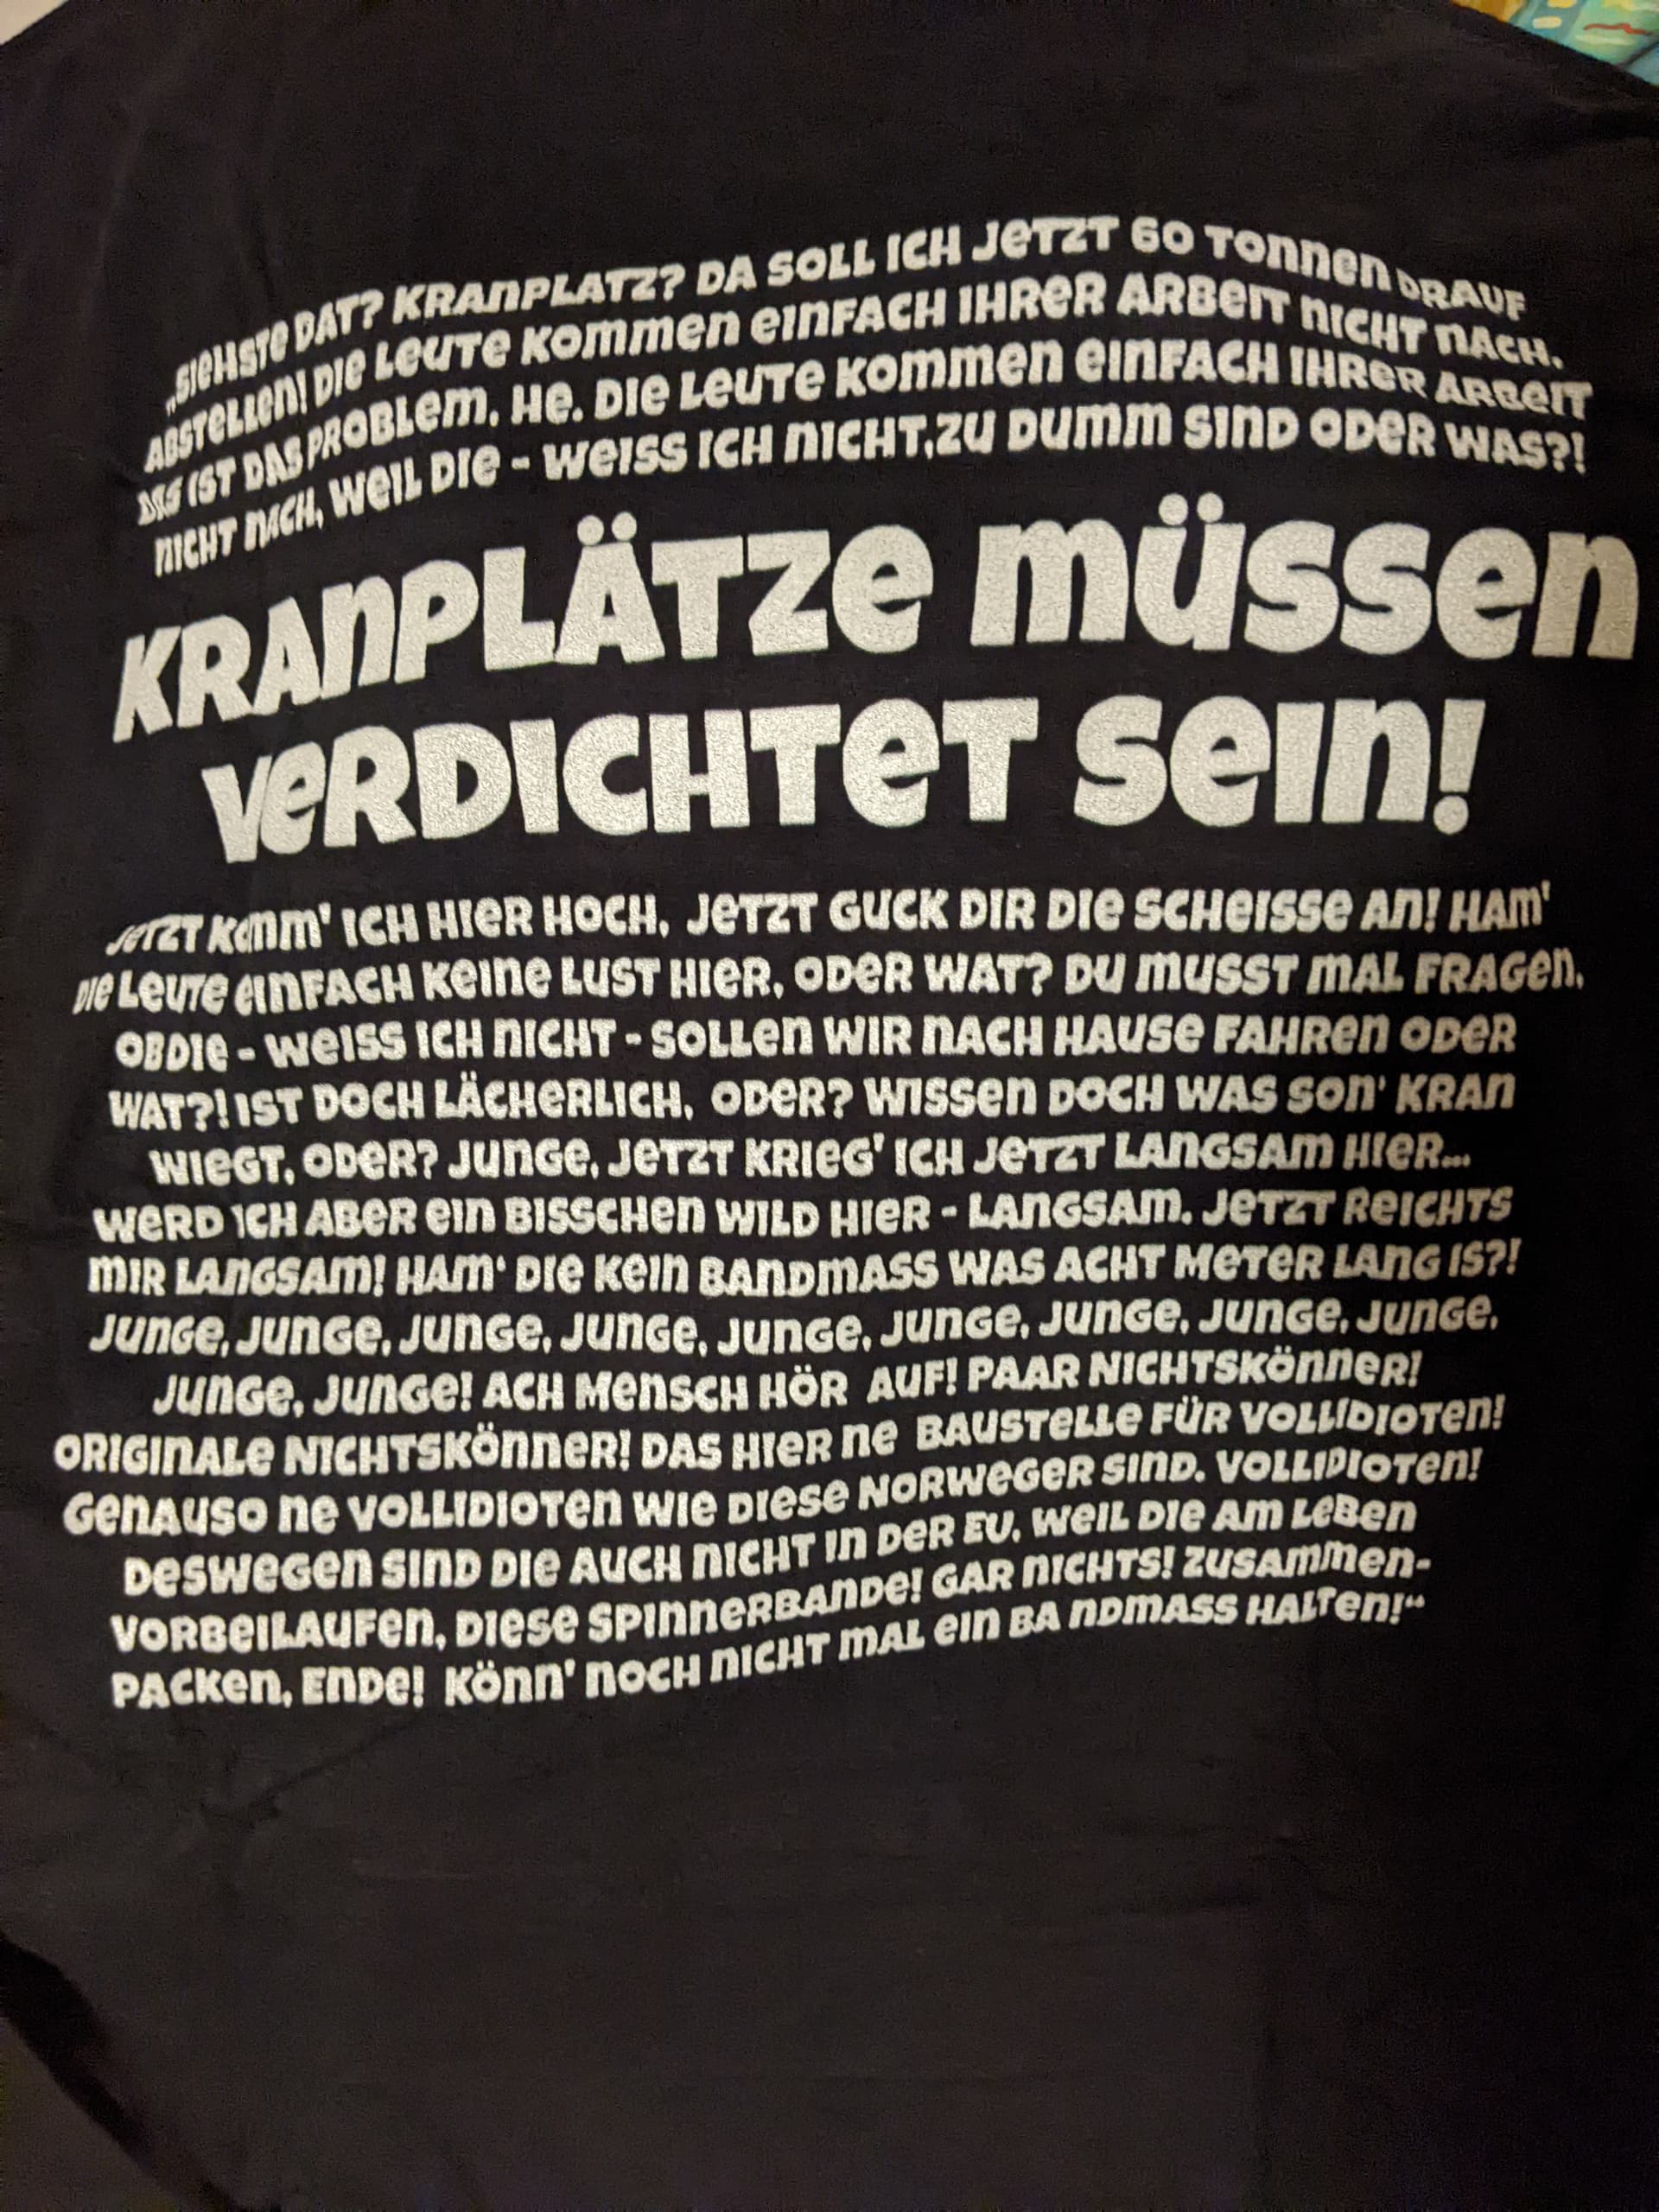 „SIEHSTE DAT? KRANPLATZ? DA SOLL ICH JETZT 60 TONNEN DRAUF
ABSTELLEN! DIE LEUTE KOMMEN EINFACH IHRER ARBEIT NICHT NACH.
DAS IST DAS PROBLEM. HE. DIE LEUTE KOMMEN EINFACH IHRER ARBEIT
NICHT NACH, WEIL DIE - WEISS ICH NICHT,ZU DUMM SIND ODER WAS?!
KRANPLÄTZE MÜSSEN
VERDICHTET SEIN!
JETZT KOMM' ICH HIER HOCH, JETZT GUCK DIR DIE SCHEISSE AN! HAM'
DIE LEUTE EINFACH KEINE LUST HIER, ODER WAT? DU MUSST MAL FRAGEN,
OBDIE - WEISS ICH NICHT - SOLLEN WIR NACH HAUSE FAHREN ODER
WAT?! IST DOCH LÄCHERLICH, ODER? WISSEN DOCH WAS SON' KRAN
WIEGT, ODER? JUNGE, JETZT KRIEG' ICH JETZT LANGSAM HIER...
WERD ICH ABER EIN BISSCHEN WILD HIER - LANGSAM. JETZT REICHTS
MIR LANGSAM! HAM' DIE KEIN BANDMASS WAS ACHT METER LANG IS?!
JUNGE, JUNGE, JUNGE, JUNGE, JUNGE, JUNGE, JUNGE, JUNGE, JUNGE,
JUNGE, JUNGE! ACH MENSCH HÖR AUF! PAAR NICHTSKÖNNER!
ORIGINALE NICHTSKÖNNER! DAS HIER NE BAUSTELLE FÜR VOLLIDIOTEN!
GENAUSO NE VOLLIDIOTEN WIE DIESE NORWEGER SIND. VOLLIDIOTEN!
DESWEGEN SIND DIE AUCH NICHT IN DER EU, WEIL DIE AM LEBEN
VORBEILAUFEN, DIESE SPINNERBANDE! GAR NICHTS! ZUSAMMEN-
PACKEN, ENDE! KÖNN' NOCH NICHT MAL EIN BA NDMASS HALTEN!“